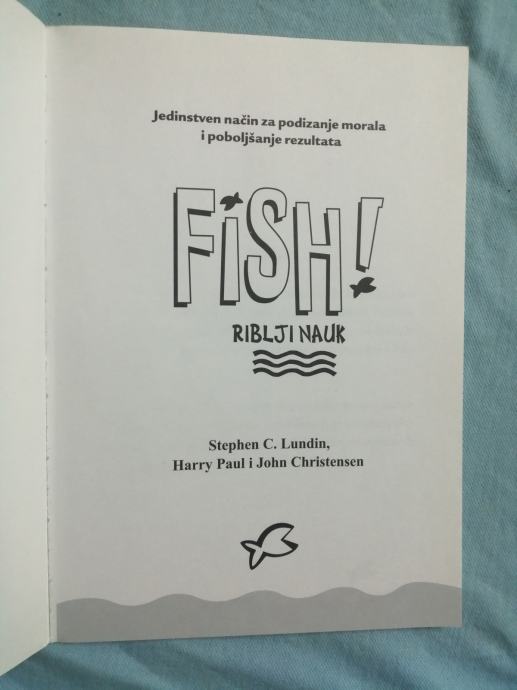 Jedinstven način za podizanje morala
i poboljšanje rezultata
FiSH!
RIBLJI NAUK
Stephen C. Lundin,
Harry Paul i John Christensen